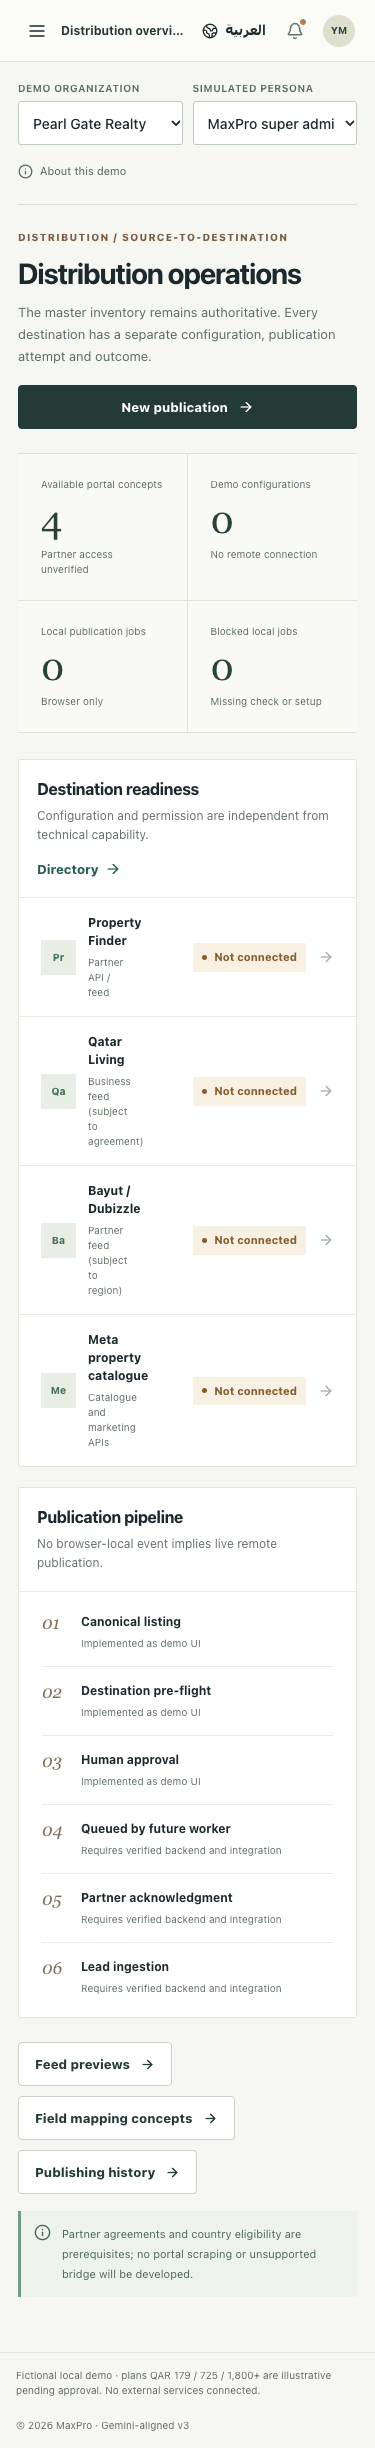 Distribution overvi...
العربية
YM
DEMO ORGANIZATION
SIMULATED PERSONA
Pearl Gate Realty
MaxPro super admi
About this demo
DISTRIBUTION / SOURCE-TO-DESTINATION
Distribution operations
The master inventory remains authoritative. Every
destination has a separate configuration, publication
attempt and outcome.
New publication
Available portal concepts
4
Partner access
unverified
Demo configurations
0
No remote connection
Local publication jobs
0
Browser only
Blocked local jobs
0
Missing check or setup
Destination readiness
Configuration and permission are independent from
technical capability.
Directory
Pr
Property
Finder
Partner
API /
feed
Not connected
Qa
Qatar
Living
Business
feed
(subject
to
agreement)
Not connected
Ba
Bayut /
Dubizzle
Partner
feed
(subject
to
region)
Not connected
Me
Meta
property
catalogue
Catalogue
and
marketing
APIs
Not connected
Publication pipeline
No browser-local event implies live remote
publication.
01
Canonical listing
Implemented as demo UI
02
Destination pre-flight
Implemented as demo UI
03
Human approval
Implemented as demo UI
04
Queued by future worker
Requires verified backend and integration
05
Partner acknowledgment
Requires verified backend and integration
06
Lead ingestion
Requires verified backend and integration
Feed previews
Field mapping concepts
Publishing history
Partner agreements and country eligibility are
prerequisites; no portal scraping or unsupported
bridge will be developed.
Fictional local demo · plans QAR 179 / 725 / 1,800+ are illustrative
pending approval. No external services connected.
© 2026 MaxPro · Gemini-aligned v3